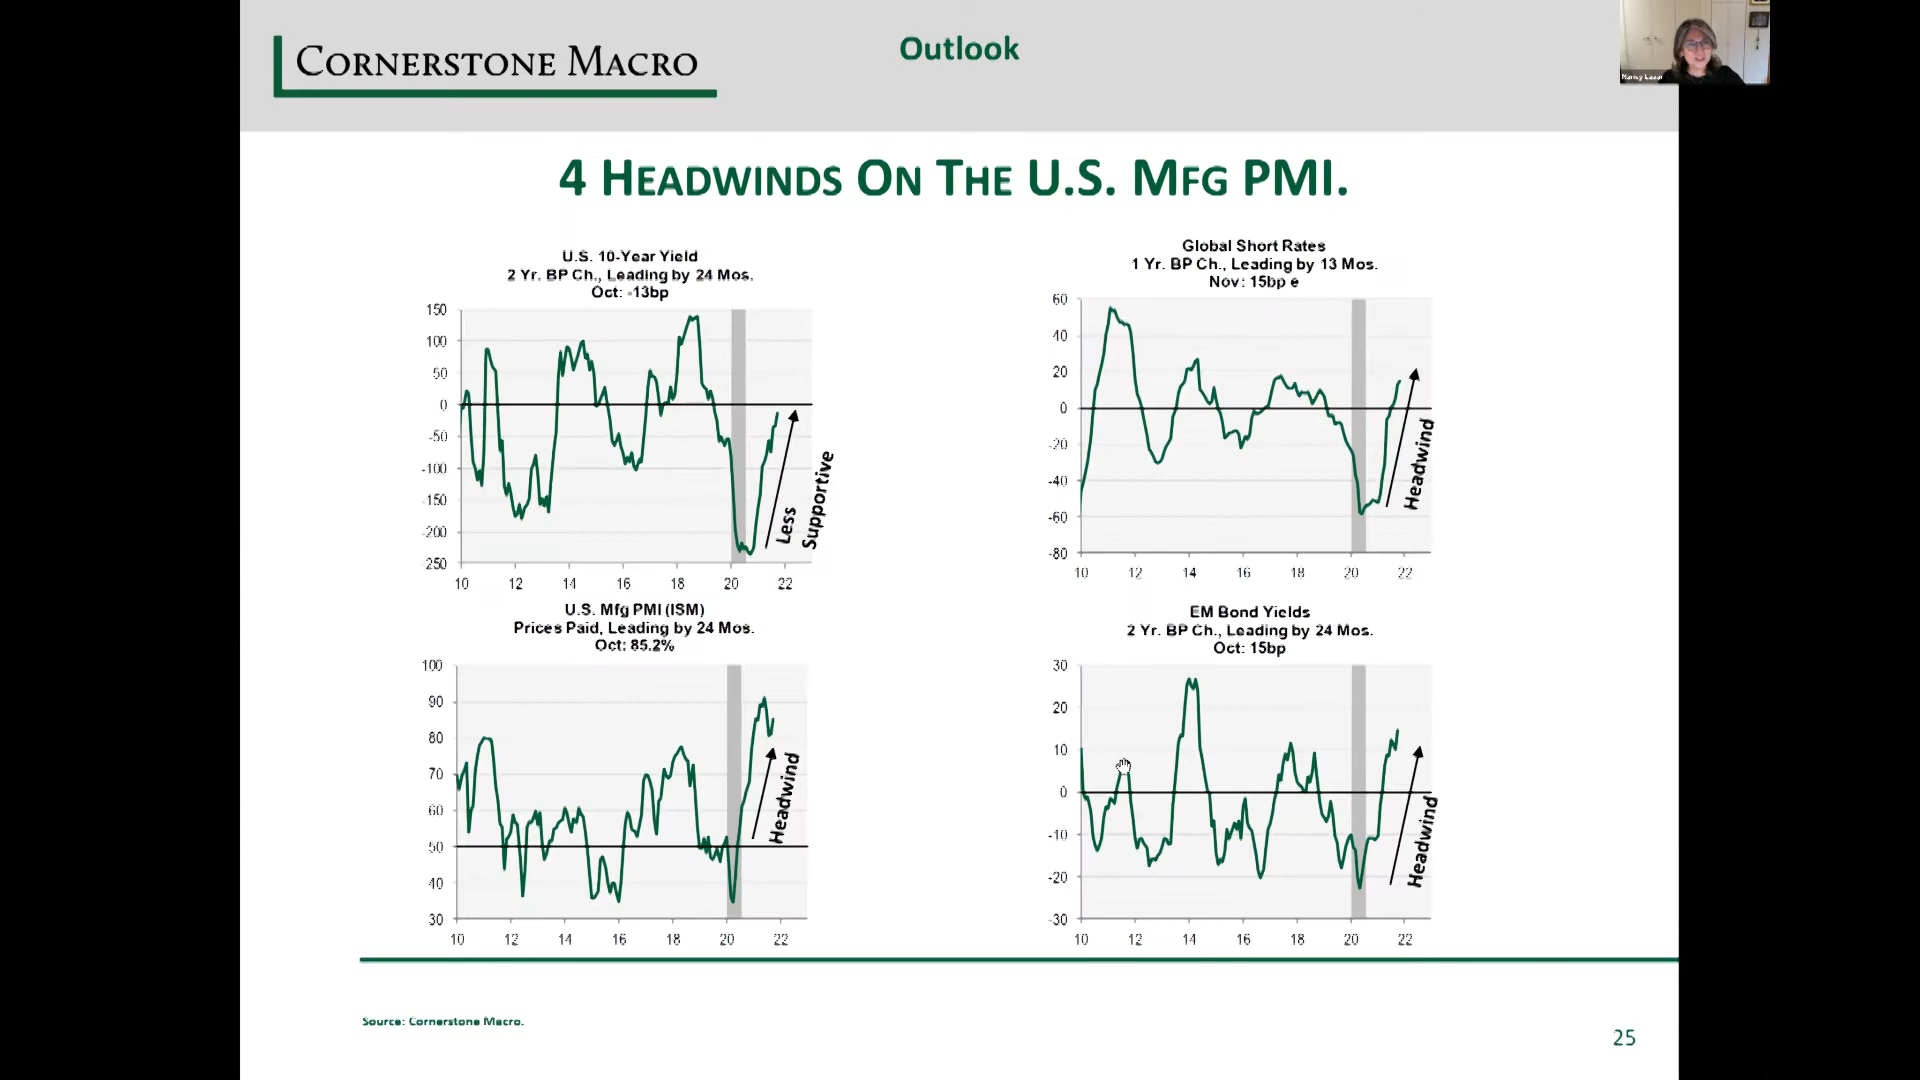 CORNERSTONE MACRO
Outlook
Nancy Lazar
4 HEADWINDS ON THE U.S. MFG PMI.
U.S. 10-Year Yield
2 Yr. BP Ch., Leading by 24 Mos.
Oct: -13bp
150
100
50
0
-50
-100
-150
-200
-250
10 12 14 16 18 20 22
Less
Supportive
Global Short Rates
1 Yr. BP Ch., Leading by 13 Mos.
Nov: 15bp e
60
40
20
0
-20
-40
-60
-80
10 12 14 16 18 20 22
Headwind
U.S. Mfg PMI (ISM)
Prices Paid, Leading by 24 Mos.
Oct: 85.2%
100
90
80
70
60
50
40
30
10 12 14 16 18 20 22
Headwind
EM Bond Yields
2 Yr. BP Ch., Leading by 24 Mos.
Oct: 15bp
30
20
10
0
-10
-20
-30
10 12 14 16 18 20 22
Headwind
Source: Cornerstone Macro.
25